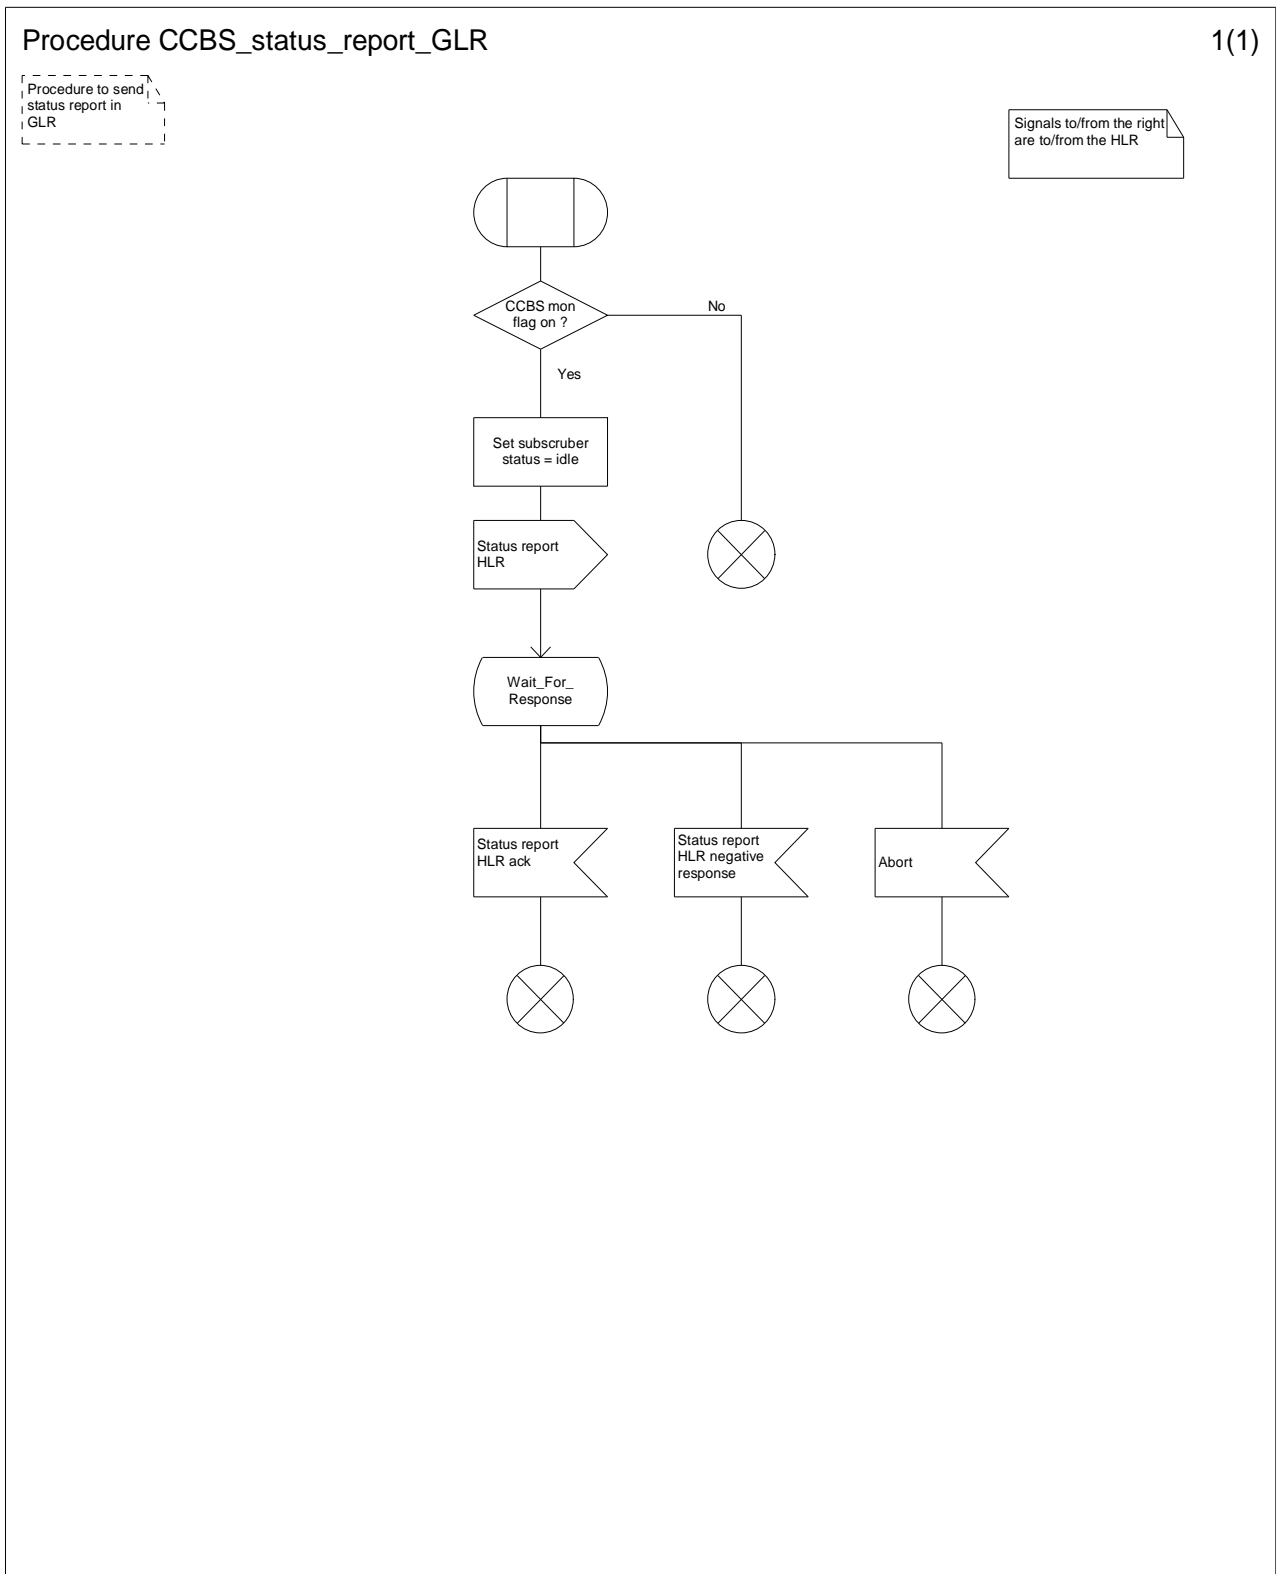 Procedure CCBS_status_report_GLR
1(1)
Procedure to send
status report in
GLR
Signals to/from the right
are to/from the HLR
CCBS mon
flag on ?
No
Yes
Set subscruber
status = idle
Status report
HLR
Wait_For_
Response
Status report
HLR ack
Status report
HLR negative
response
Abort